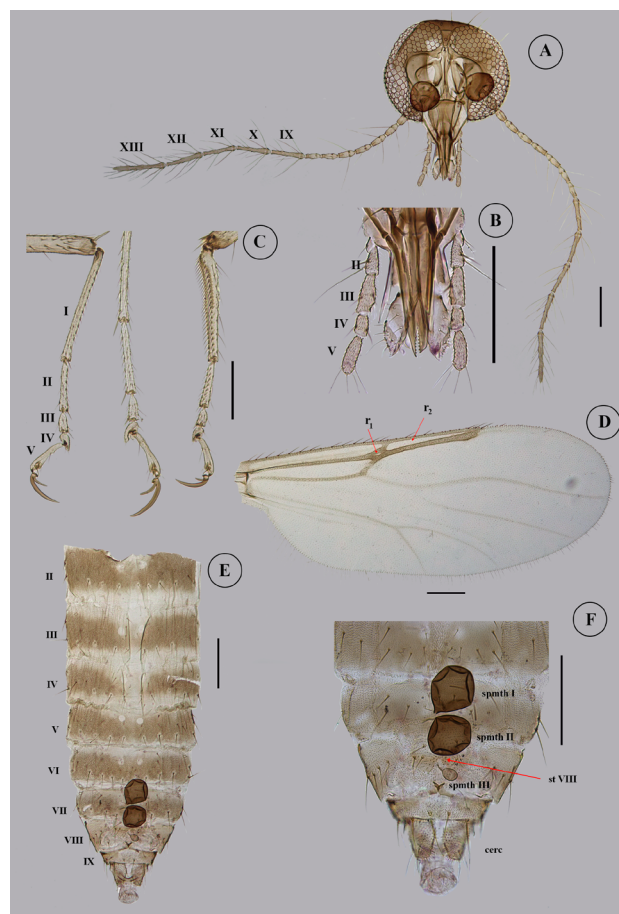 A
XIII
XII
XI
X
IX
B
II
III
IV
V
C
I
II
III
IV
V
D
r1
r2
E
II
III
IV
V
VI
VII
VIII
IX
F
spmth I
spmth II
st VIII
spmth III
cerc